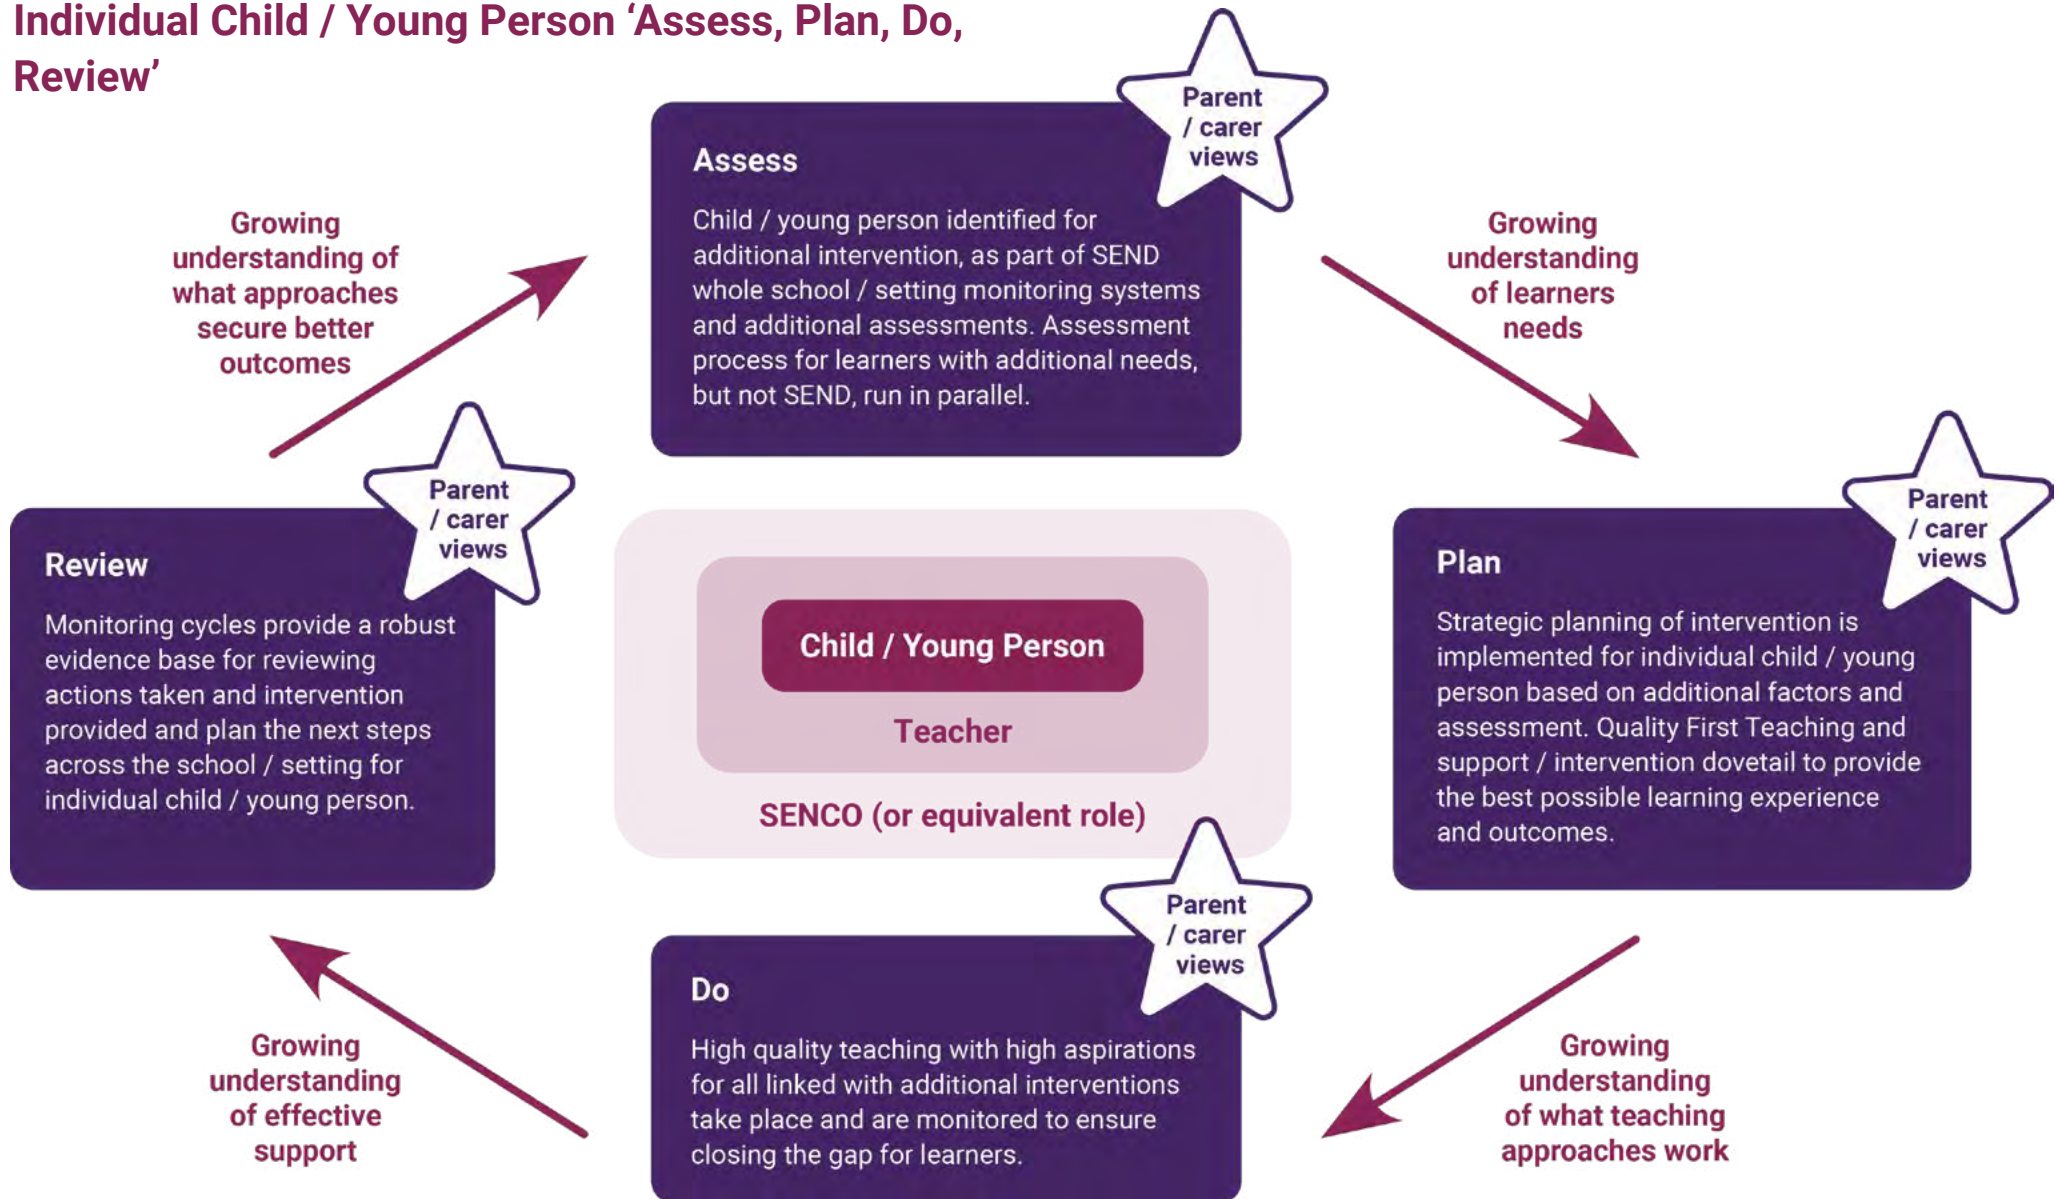 Individual Child / Young Person ‘Assess, Plan, Do,
Review’
Parent
/ carer
views
Assess
Child / young person identified for
additional intervention, as part of SEND
whole school / setting monitoring systems
and additional assessments. Assessment
process for learners with additional needs,
but not SEND, run in parallel.
Growing
understanding
of learners
needs
Parent
/ carer
views
Plan
Strategic planning of intervention is
implemented for individual child / young
person based on additional factors and
assessment. Quality First Teaching and
support / intervention dovetail to provide
the best possible learning experience
and outcomes.
Growing
understanding
of what teaching
approaches work
Parent
/ carer
views
Do
High quality teaching with high aspirations
for all linked with additional interventions
take place and are monitored to ensure
closing the gap for learners.
Growing
understanding
of effective
support
Parent
/ carer
views
Review
Monitoring cycles provide a robust
evidence base for reviewing
actions taken and intervention
provided and plan the next steps
across the school / setting for
individual child / young person.
Growing
understanding of
what approaches
secure better
outcomes
Child / Young Person
Teacher
SENCO (or equivalent role)